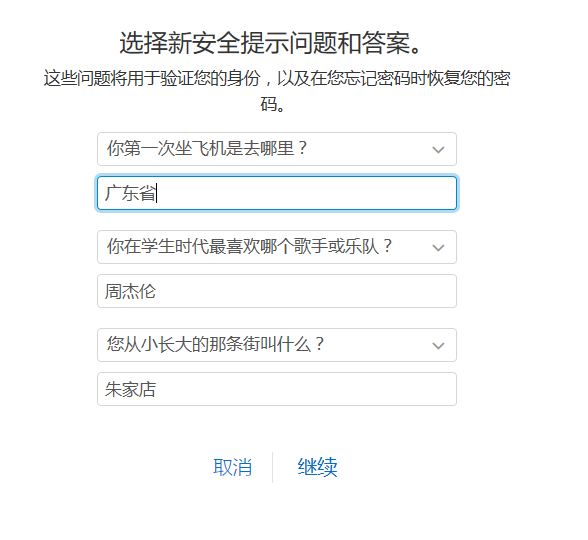 选择新安全提示问题和答案。
这些问题将用于验证您的身份，以及在您忘记密码时恢复您的密
码。
你第一次坐飞机是去哪里？
广东省
你在学生时代最喜欢哪个歌手或乐队？
周杰伦
您从小长大的那条街叫什么？
朱家店
取消 继续